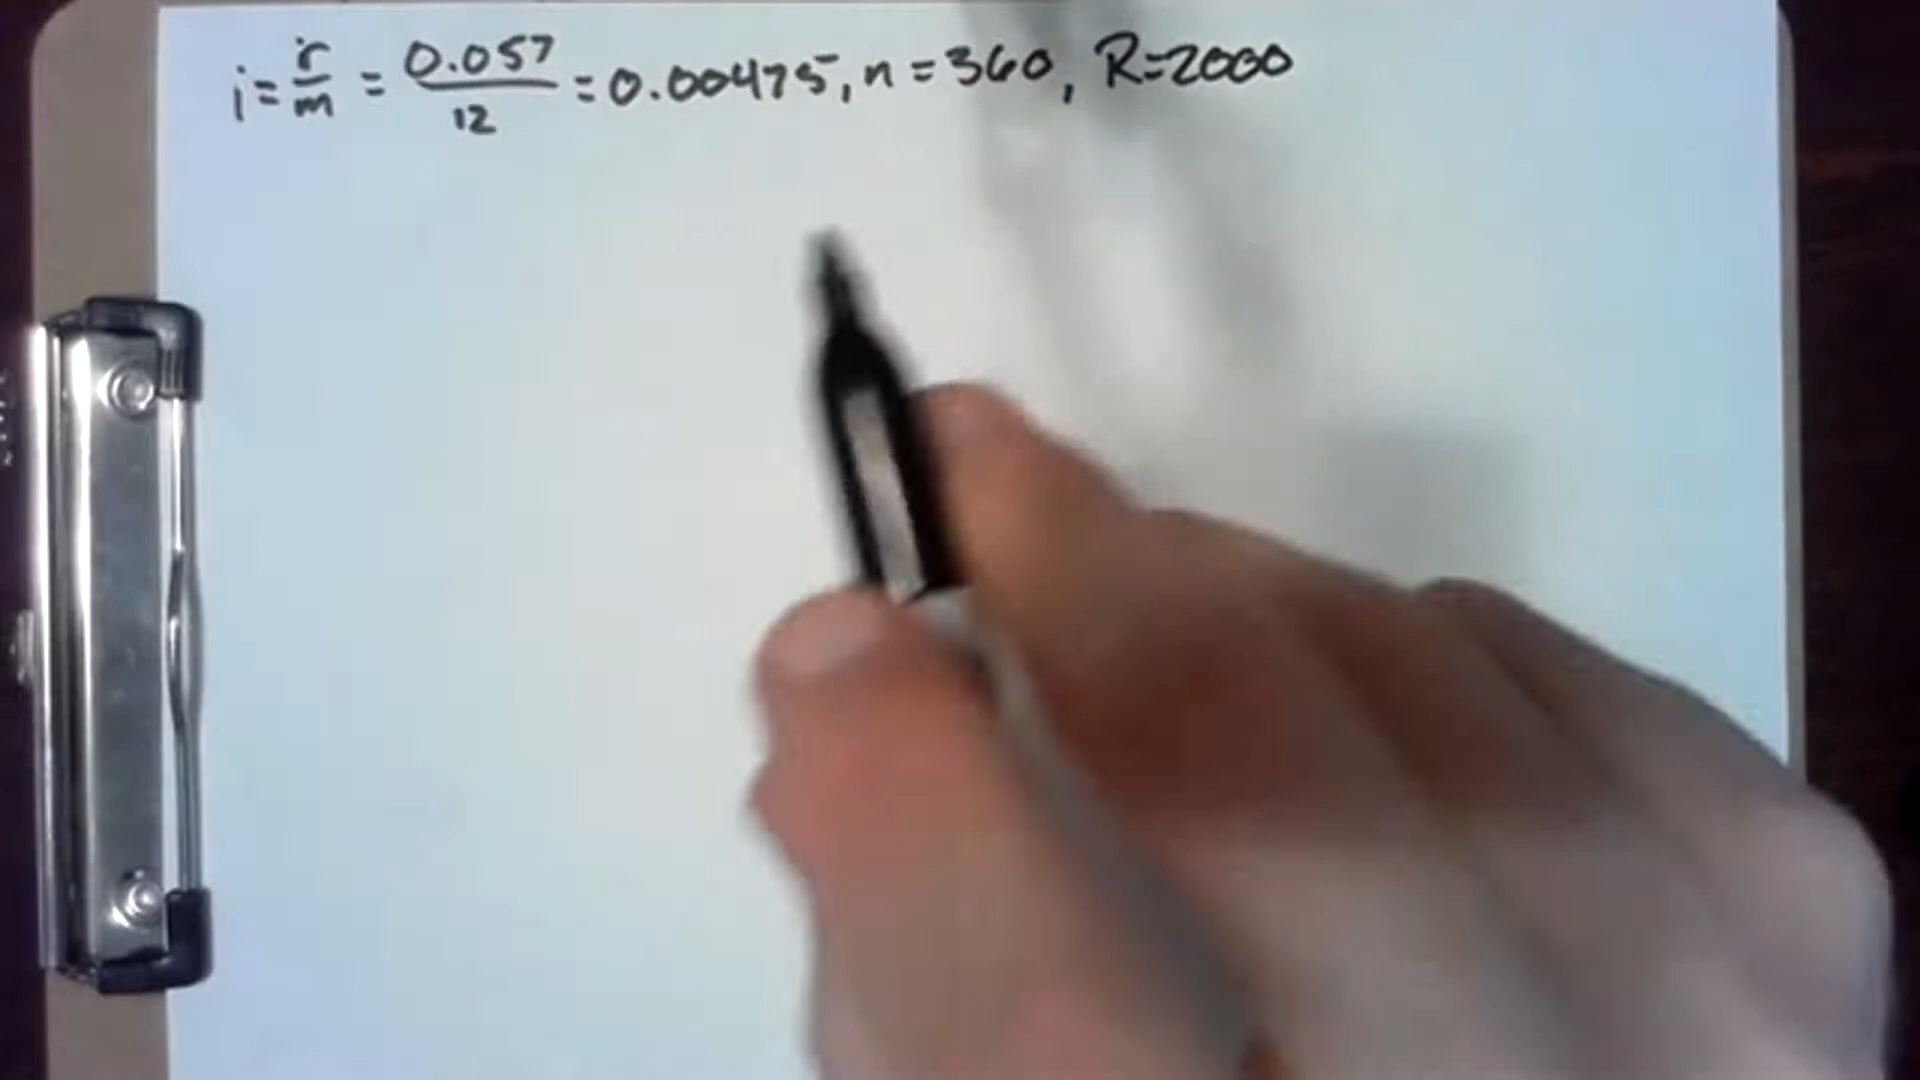 i = r/m = 0.057/12 = 0.00475, n = 360, R = 2000